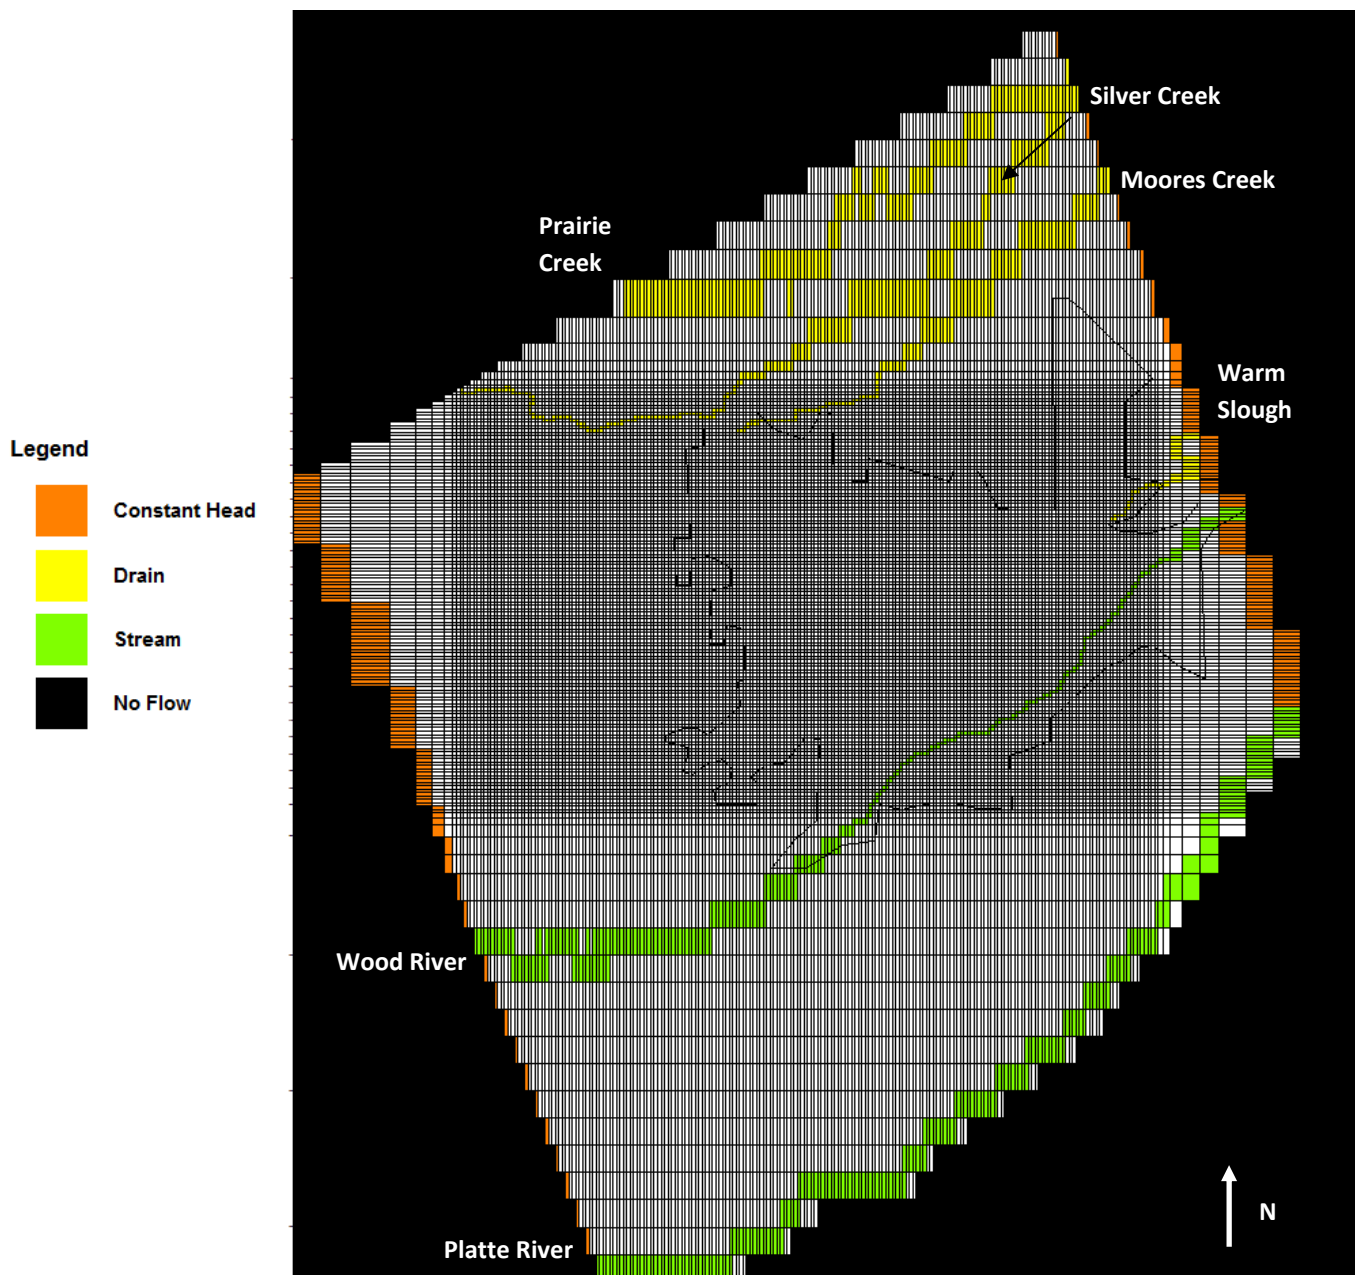 Silver Creek
Moores Creek
Prairie
Creek
Warm
Slough
Legend
Constant Head
Drain
Stream
No Flow
Wood River
Platte River
N